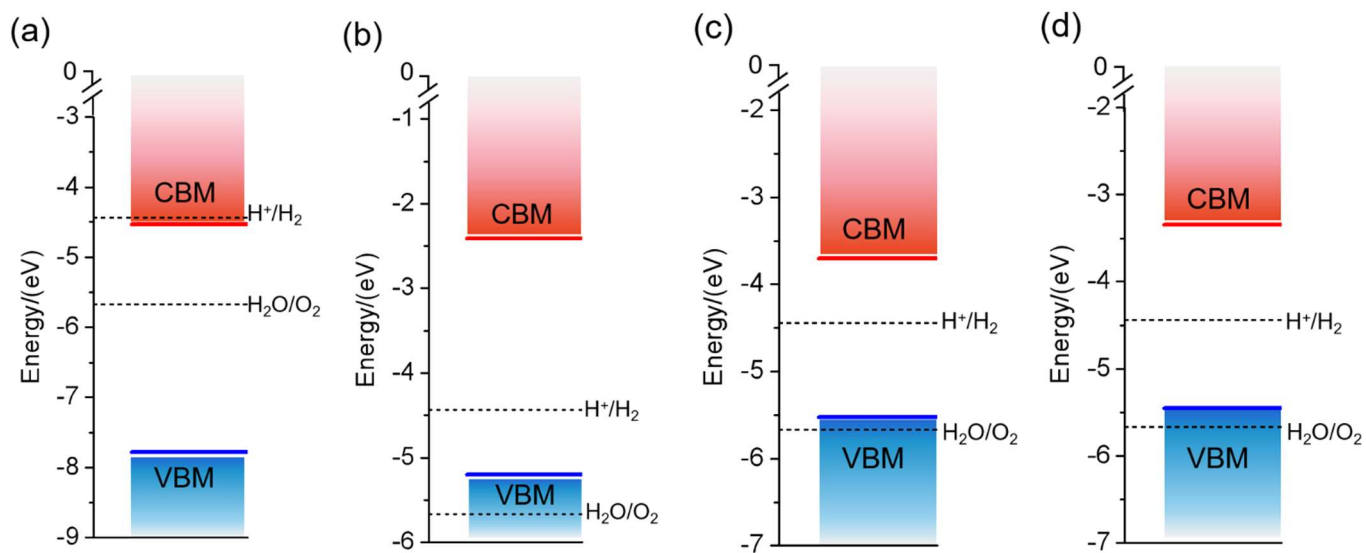 (a)
0
-3
-4
-5
-6
-7
-8
-9
Energy/(eV)
CBM
H⁺/H₂
H₂O/O₂
VBM
(b)
0
-1
-2
-3
-4
-5
-6
Energy/(eV)
CBM
H⁺/H₂
VBM
H₂O/O₂
(c)
0
-2
-3
-4
-5
-6
-7
Energy/(eV)
CBM
H⁺/H₂
H₂O/O₂
VBM
(d)
0
-2
-3
-4
-5
-6
-7
Energy/(eV)
CBM
H⁺/H₂
H₂O/O₂
VBM